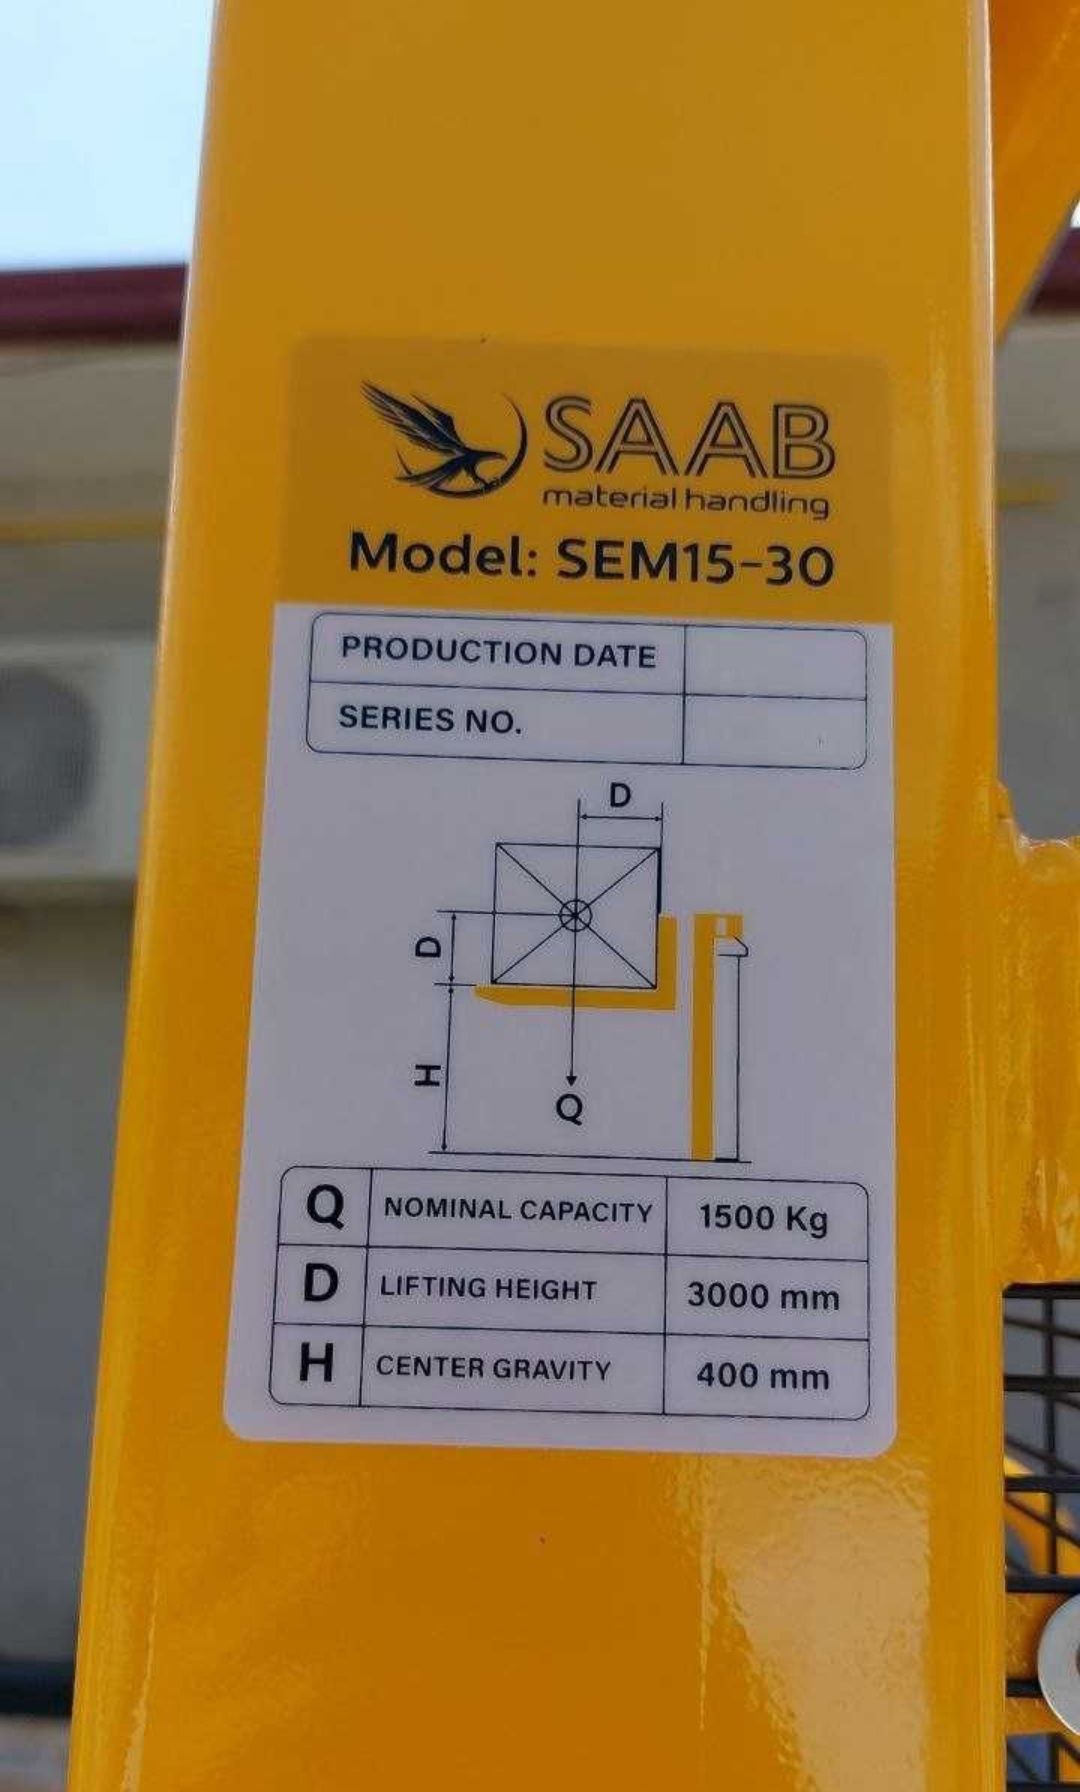 SAAB
material handling
Model: SEM15-30
PRODUCTION DATE
SERIES NO.
D
D
H
Q
Q NOMINAL CAPACITY 1500 Kg
D LIFTING HEIGHT 3000 mm
H CENTER GRAVITY 400 mm